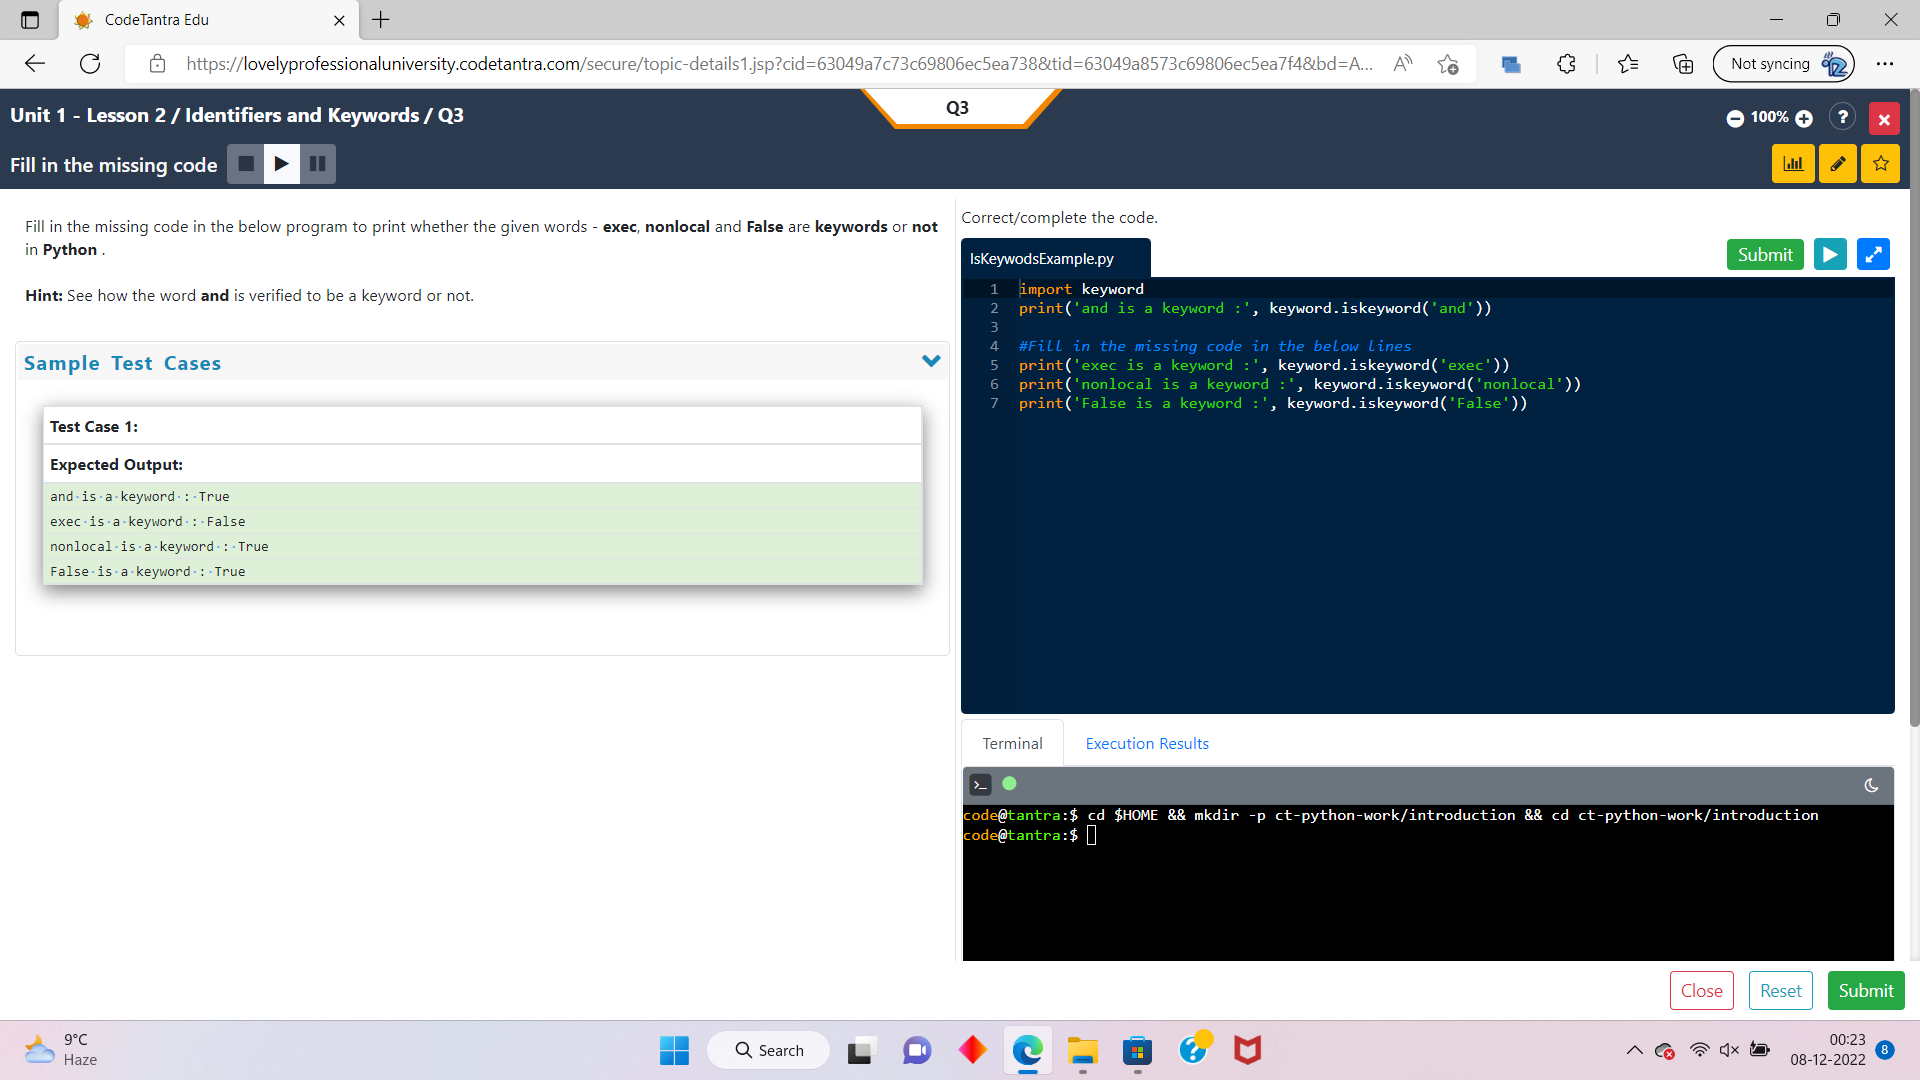 CodeTantra Edu
https://lovelyprofessionaluniversity.codetantra.com/secure/topic-details1.jsp?cid=63049a7c73c69806ec5ea738&tid=63049a8573c69806ec5ea7f4&bd=A...
Not syncing
Unit 1 - Lesson 2 / Identifiers and Keywords / Q3
Q3
100%
?
Fill in the missing code
Fill in the missing code in the below program to print whether the given words - exec, nonlocal and False are keywords or not
in Python .
Hint: See how the word and is verified to be a keyword or not.
Sample Test Cases
Test Case 1:
Expected Output:
and·is·a·keyword·:·True
exec·is·a·keyword·:·False
nonlocal·is·a·keyword·:·True
False·is·a·keyword·:·True
Correct/complete the code.
IsKeywodsExample.py
Submit
1 import keyword
2 print('and is a keyword :', keyword.iskeyword('and'))
3
4 #Fill in the missing code in the below lines
5 print('exec is a keyword :', keyword.iskeyword('exec'))
6 print('nonlocal is a keyword :', keyword.iskeyword('nonlocal'))
7 print('False is a keyword :', keyword.iskeyword('False'))
Terminal
Execution Results
code@tantra:$ cd $HOME && mkdir -p ct-python-work/introduction && cd ct-python-work/introduction
code@tantra:$
Close
Reset
Submit
9°C
Haze
Search
00:23
08-12-2022
8